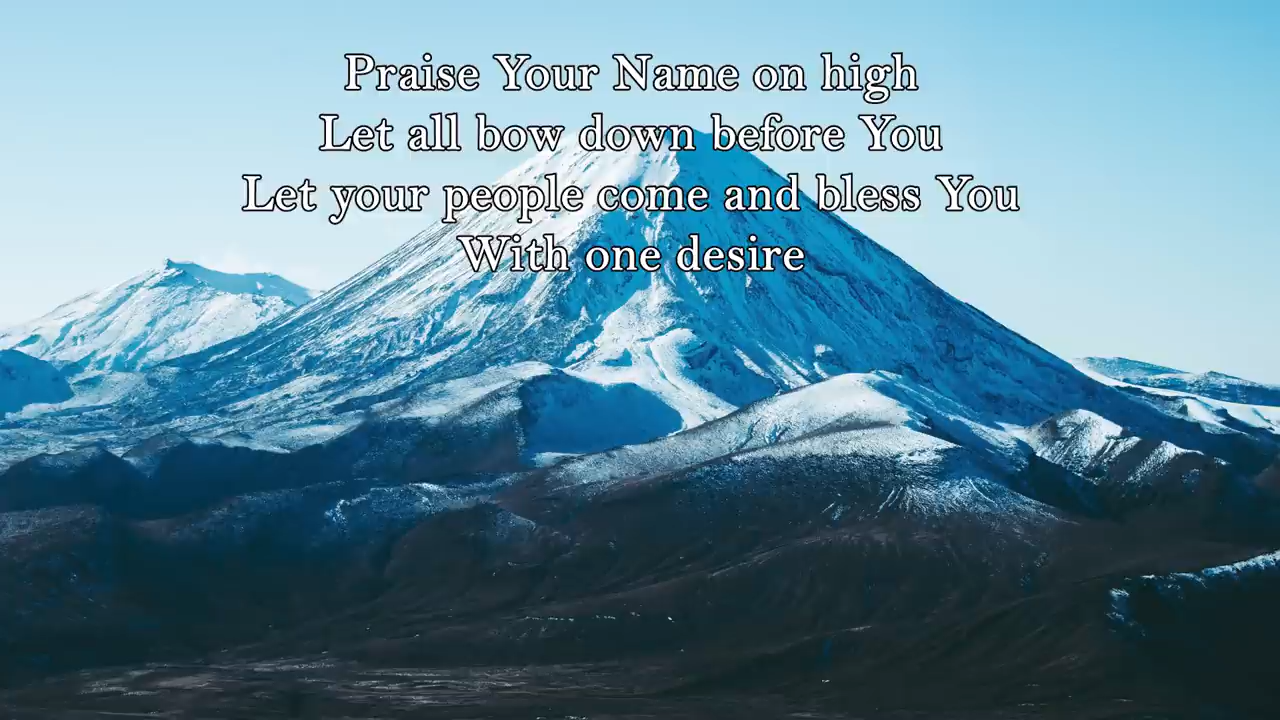 Praise Your Name on high
Let all bow down before You
Let your people come and bless You
With one desire